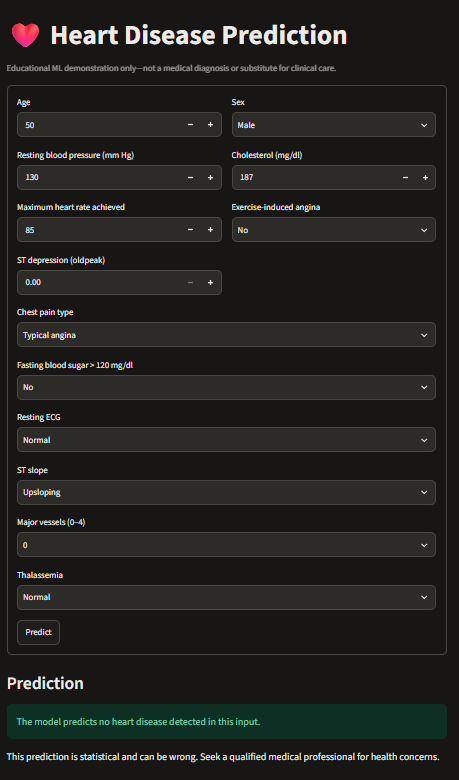 Heart Disease Prediction
Educational ML demonstration only—not a medical diagnosis or substitute for clinical care.
Age
Sex
50
Male
Resting blood pressure (mm Hg)
Cholesterol (mg/dl)
130
187
Maximum heart rate achieved
Exercise-induced angina
85
No
ST depression (oldpeak)
0.00
Chest pain type
Typical angina
Fasting blood sugar > 120 mg/dl
No
Resting ECG
Normal
ST slope
Upsloping
Major vessels (0–4)
0
Thalassemia
Normal
Predict
Prediction
The model predicts no heart disease detected in this input.
This prediction is statistical and can be wrong. Seek a qualified medical professional for health concerns.